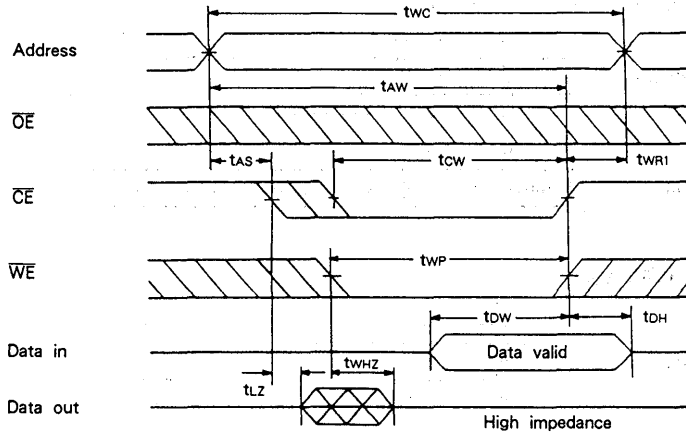 tWC
Address
tAW
OE
tAS
tCW
tWR1
CE
WE
tWP
tDW
tDH
Data in
Data valid
tLZ
tWHZ
Data out
High impedance